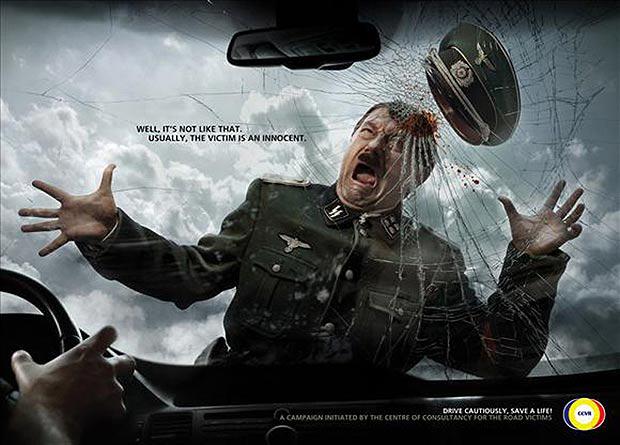 WELL, IT'S NOT LIKE THAT.
USUALLY, THE VICTIM IS AN INNOCENT.
DRIVE CAUTIOUSLY, SAVE A LIFE!
A CAMPAIGN INITIATED BY THE CENTRE OF CONSULTANCY FOR THE ROAD VICTIMS
CCVR